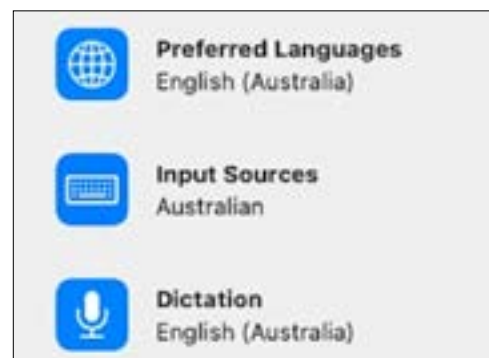 Preferred Languages
English (Australia)
Input Sources
Australian
Dictation
English (Australia)